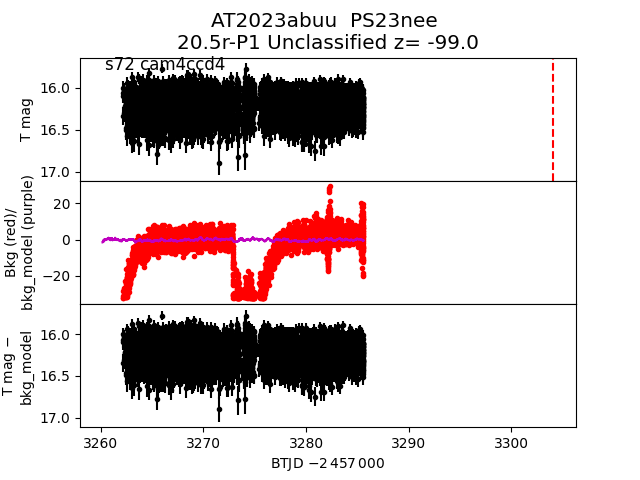 AT2023abuu  PS23nee
20.5r-P1 Unclassified z= -99.0
s72 cam4ccd4
16.0
16.5
17.0
T mag
20
0
−20
Bkg (red)/
bkg_model (purple)
16.0
16.5
17.0
T mag −
bkg_model
3260 3270 3280 3290 3300
BTJD −2 457 000